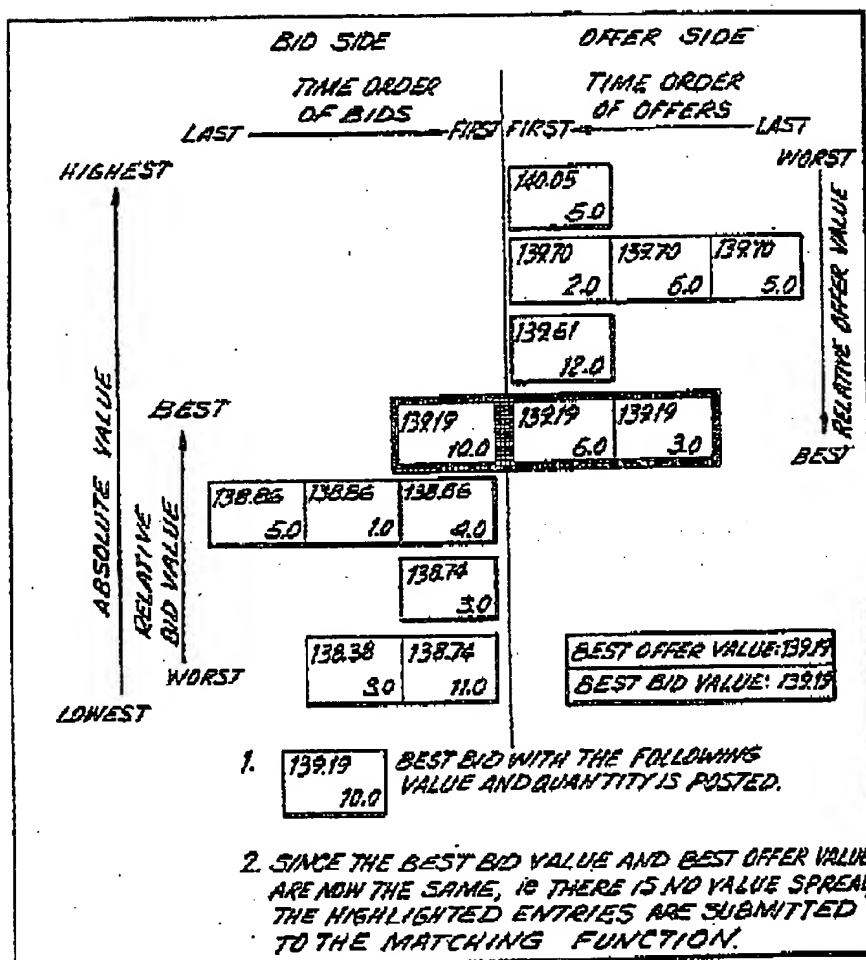 BID SIDE
OFFER SIDE
TIME ORDER
OF BIDS
TIME ORDER
OF OFFERS
LAST
FIRST
FIRST
LAST
HIGHEST
WORST
140.05
5.0
139.70
2.0
139.70
6.0
139.70
5.0
139.61
12.0
RELATIVE OFFER VALUE
BEST
139.19
10.0
139.19
6.0
139.19
3.0
BEST
ABSOLUTE VALUE
RELATIVE
BID VALUE
138.86
5.0
138.86
1.0
138.86
4.0
138.74
3.0
138.38
9.0
138.74
11.0
WORST
LOWEST
BEST OFFER VALUE: 139.19
BEST BID VALUE: 139.19
1.
139.19
10.0
BEST BID WITH THE FOLLOWING
VALUE AND QUANTITY IS POSTED.
2. SINCE THE BEST BID VALUE AND BEST OFFER VALUE
ARE NOW THE SAME, ie THERE IS NO VALUE SPREAD,
THE HIGHLIGHTED ENTRIES ARE SUBMITTED
TO THE MATCHING FUNCTION.